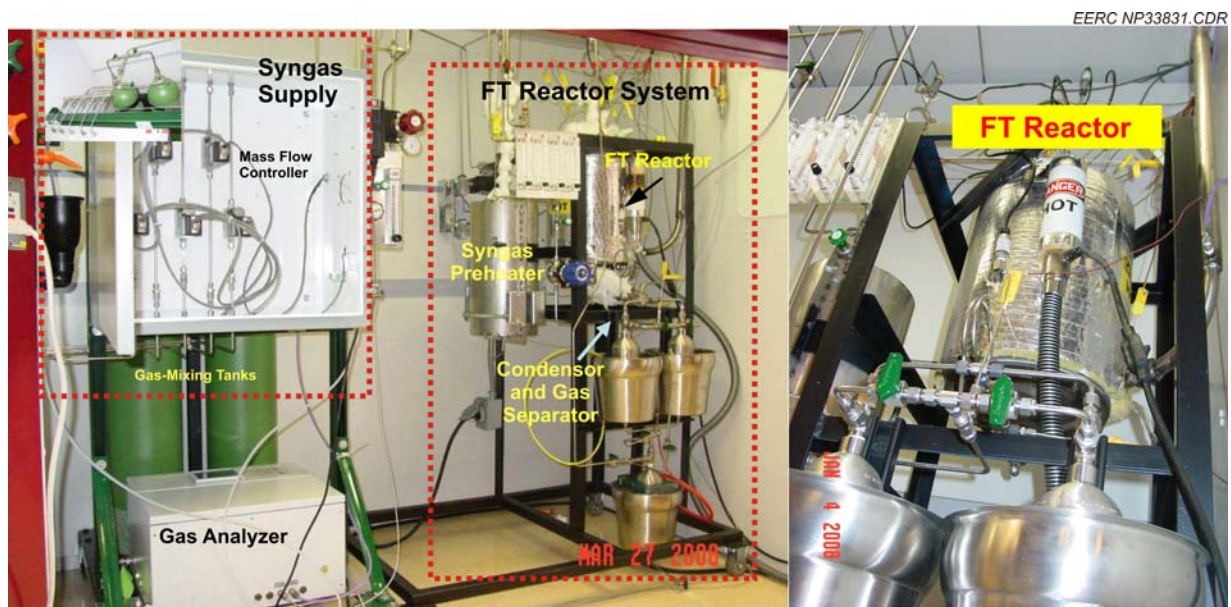 EERC NP33831.CDR
Syngas
Supply
Mass Flow
Controller
Gas-Mixing Tanks
Gas Analyzer
FT Reactor System
FT Reactor
Syngas
Preheater
Condensor
and Gas
Separator
MAR 27 2008
FT Reactor
DANGER
HOT
JAN 4 2008